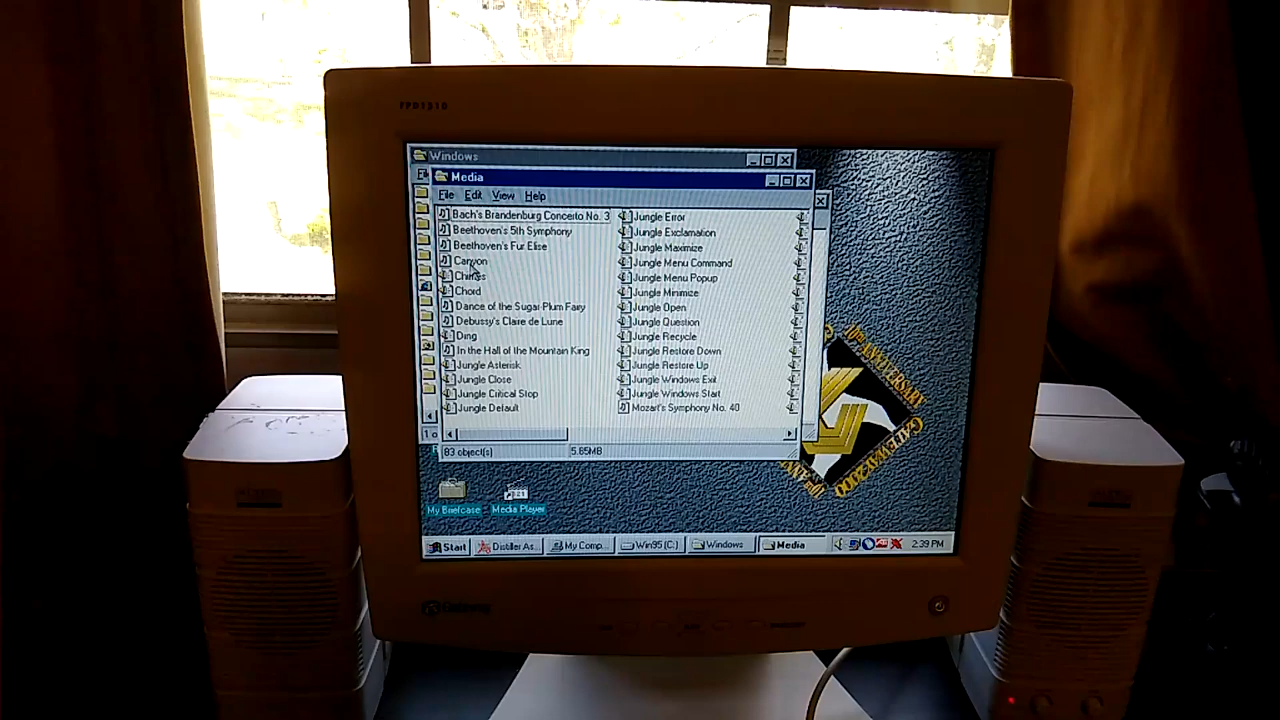 FPD1510
Windows
Media
File Edit View Help
Bach's Brandenburg Concerto No. 3
Beethoven's 5th Symphony
Beethoven's Fur Elise
Canyon
Chimes
Chord
Dance of the Sugar-Plum Fairy
Debussy's Claire de Lune
Ding
In the Hall of the Mountain King
Jungle Asterisk
Jungle Close
Jungle Critical Stop
Jungle Default
Jungle Error
Jungle Exclamation
Jungle Maximize
Jungle Menu Command
Jungle Menu Popup
Jungle Minimize
Jungle Open
Jungle Question
Jungle Recycle
Jungle Restore Down
Jungle Restore Up
Jungle Windows Exit
Jungle Windows Start
Mozart's Symphony No. 40
83 object(s) 5.65MB
10th ANNIVERSARY
GATEWAY2000
My Briefcase Media Player
Start Distiller As... My Comp... Win95 (C:) Windows Media 2:39 PM
Gateway